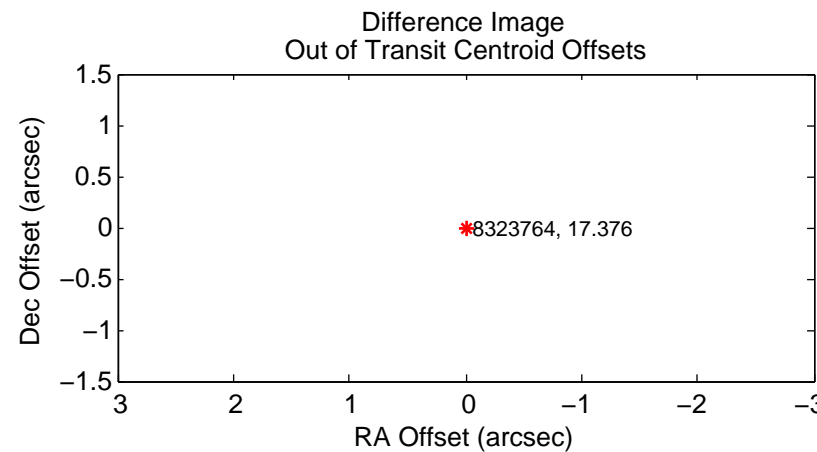 Difference Image
Out of Transit Centroid Offsets
1.5
1
0.5
0
−0.5
−1
−1.5
Dec Offset (arcsec)
8323764, 17.376
3 2 1 0 −1 −2 −3
RA Offset (arcsec)